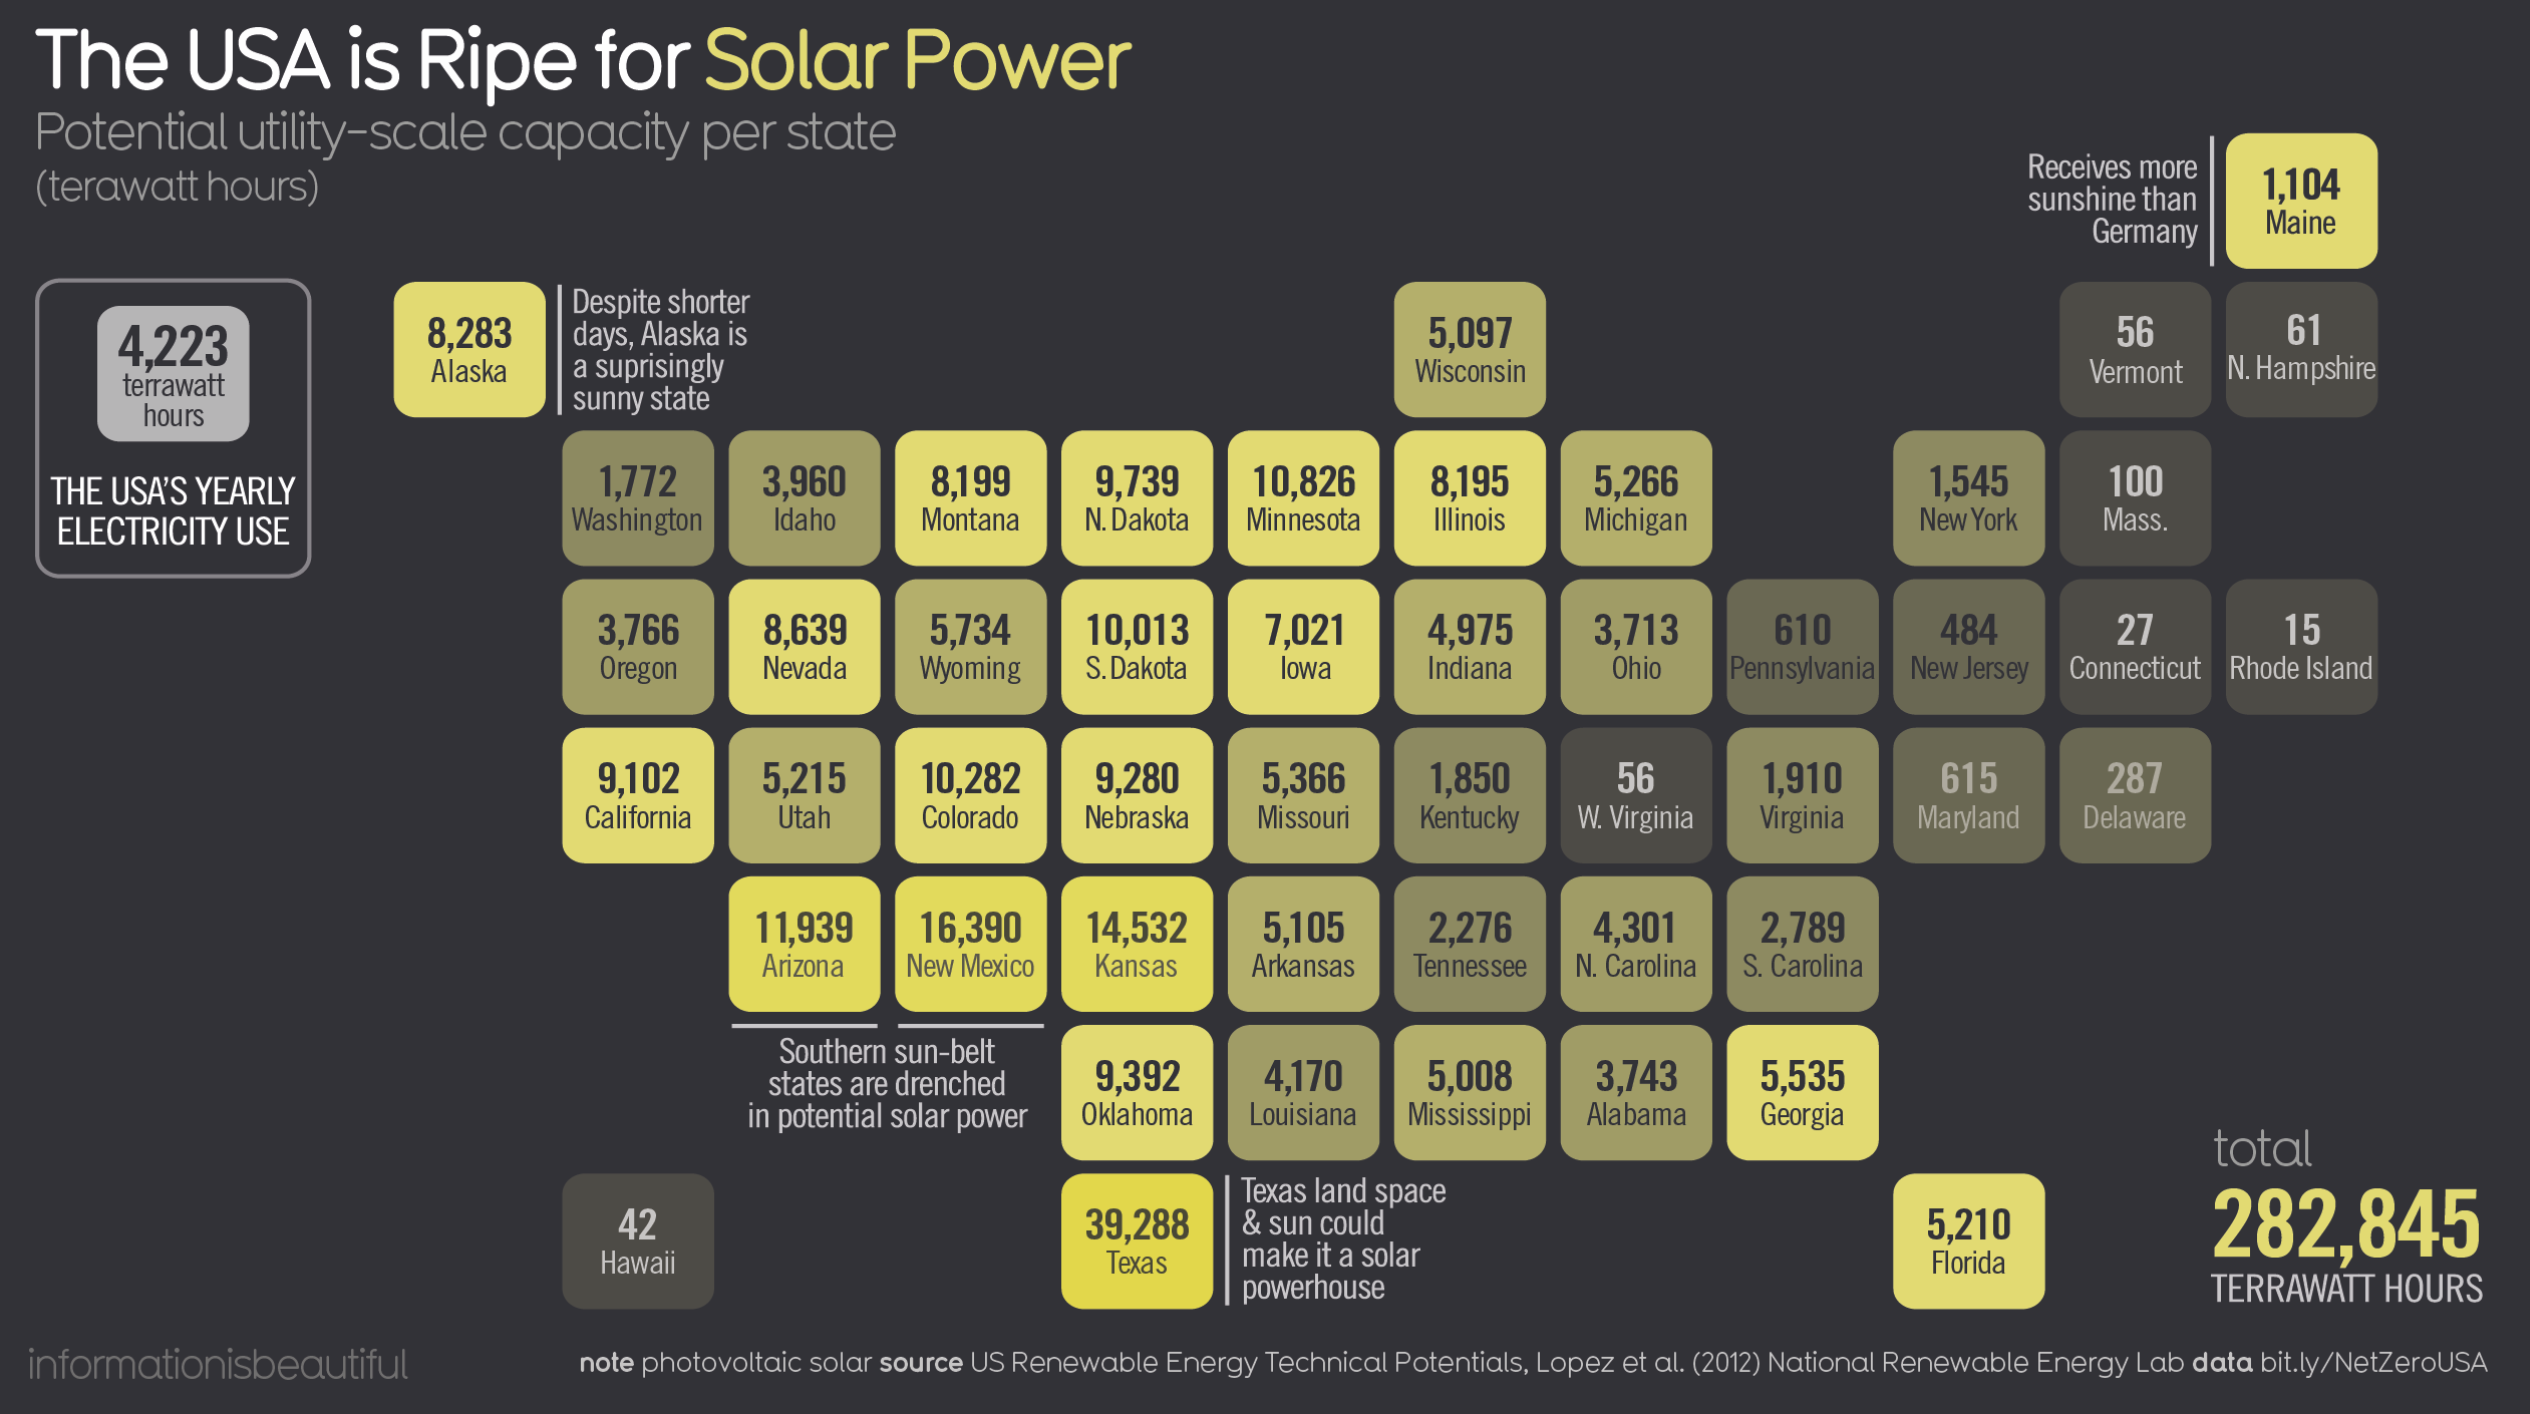 The USA is Ripe for Solar Power
Potential utility-scale capacity per state
(terawatt hours)
Receives more
sunshine than
Germany
1,104
Maine
4,223
terrawatt
hours
THE USA'S YEARLY
ELECTRICITY USE
8,283
Alaska
Despite shorter
days, Alaska is
a suprisingly
sunny state
5,097
Wisconsin
56
Vermont
61
N. Hampshire
1,772
Washington
3,960
Idaho
8,199
Montana
9,739
N. Dakota
10,826
Minnesota
8,195
Illinois
5,266
Michigan
1,545
New York
100
Mass.
3,766
Oregon
8,639
Nevada
5,734
Wyoming
10,013
S. Dakota
7,021
Iowa
4,975
Indiana
3,713
Ohio
610
Pennsylvania
484
New Jersey
27
Connecticut
15
Rhode Island
9,102
California
5,215
Utah
10,282
Colorado
9,280
Nebraska
5,366
Missouri
1,850
Kentucky
56
W. Virginia
1,910
Virginia
615
Maryland
287
Delaware
11,939
Arizona
16,390
New Mexico
14,532
Kansas
5,105
Arkansas
2,276
Tennessee
4,301
N. Carolina
2,789
S. Carolina
Southern sun-belt
states are drenched
in potential solar power
9,392
Oklahoma
4,170
Louisiana
5,008
Mississippi
3,743
Alabama
5,535
Georgia
42
Hawaii
39,288
Texas
Texas land space
& sun could
make it a solar
powerhouse
5,210
Florida
total
282,845
TERRAWATT HOURS
informationisbeautiful
note photovoltaic solar source US Renewable Energy Technical Potentials, Lopez et al. (2012) National Renewable Energy Lab data bit.ly/NetZeroUSA